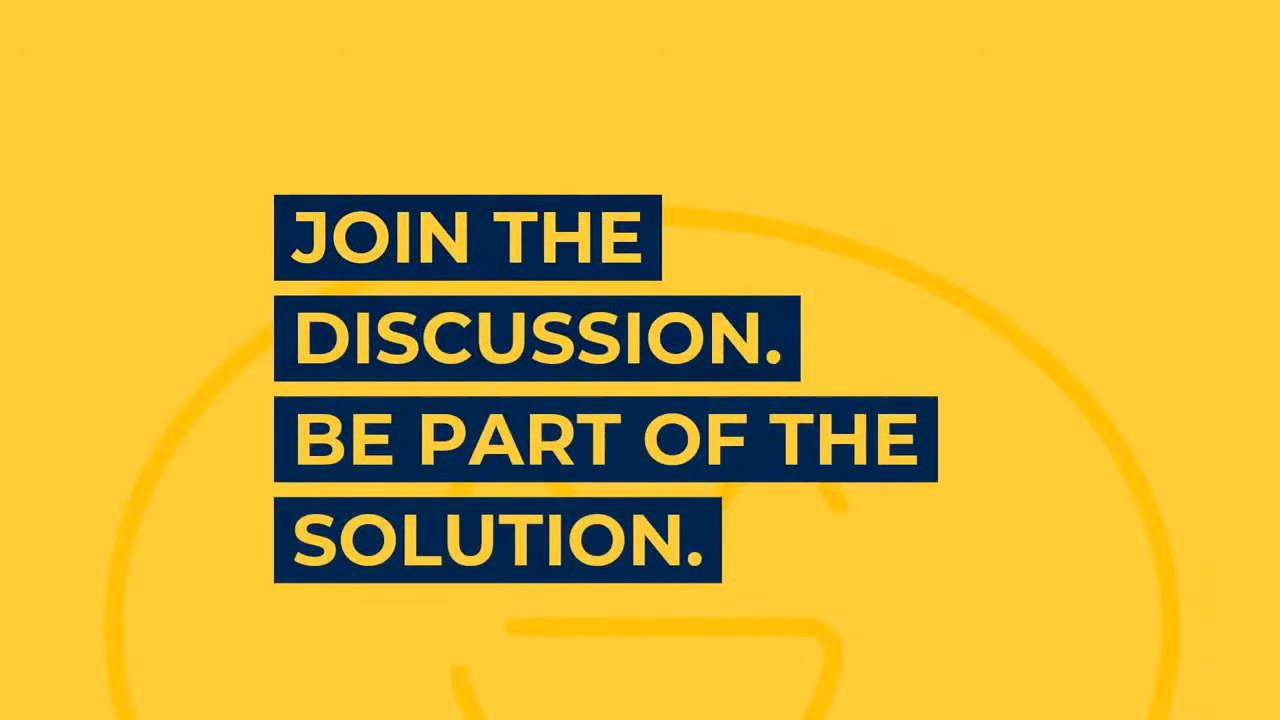 JOIN THE
DISCUSSION.
BE PART OF THE
SOLUTION.